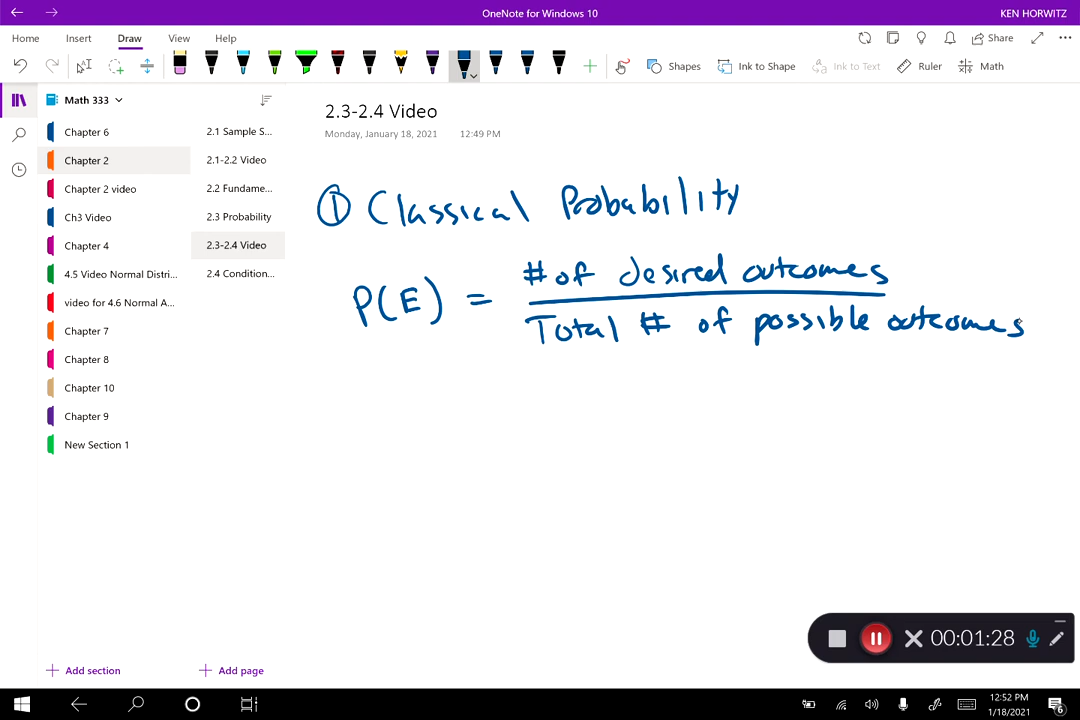 OneNote for Windows 10
KEN HORWITZ
Home Insert Draw View Help
Share
Shapes Ink to Shape Ink to Text Ruler Math
Math 333
Chapter 6
Chapter 2
Chapter 2 video
Ch3 Video
Chapter 4
4.5 Video Normal Distri...
video for 4.6 Normal A...
Chapter 7
Chapter 8
Chapter 10
Chapter 9
New Section 1
Add section
2.1 Sample S...
2.1-2.2 Video
2.2 Fundame...
2.3 Probability
2.3-2.4 Video
2.4 Condition...
Add page
2.3-2.4 Video
Monday, January 18, 2021 12:49 PM
① Classical Probability
P(E) = # of desired outcomes
Total # of possible outcomes
00:01:28
12:52 PM
1/18/2021
6